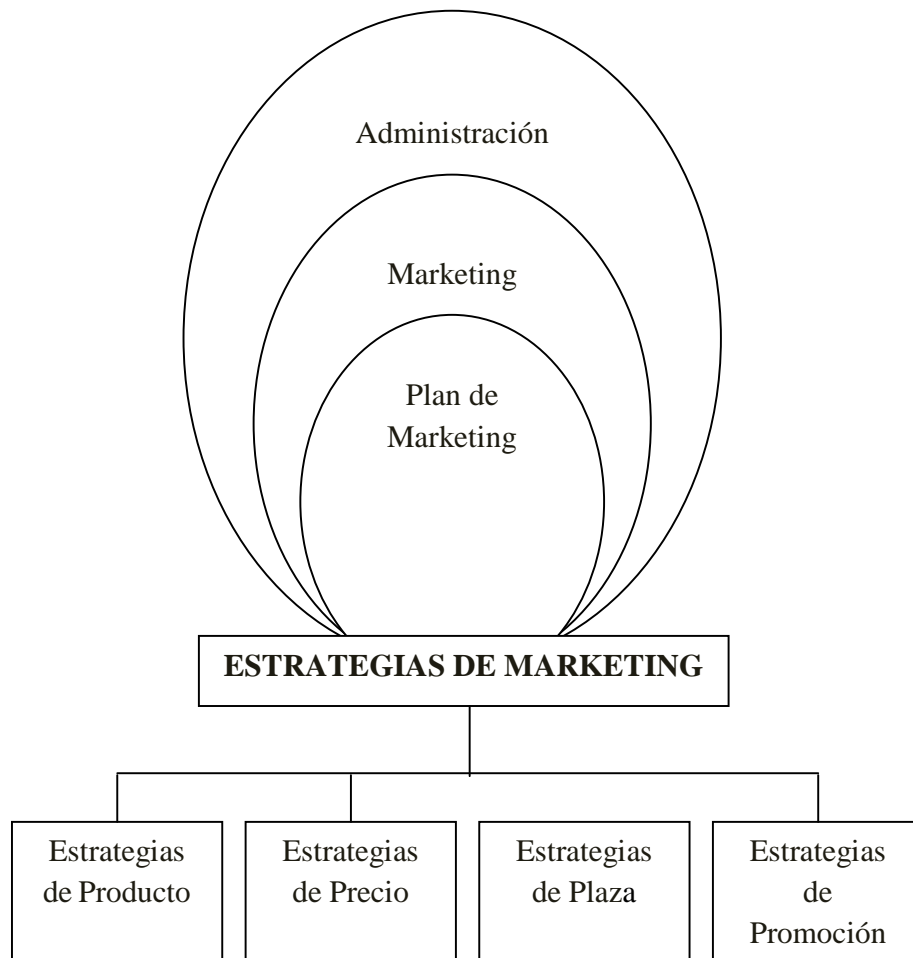 Administración
Marketing
Plan de
Marketing
ESTRATEGIAS DE MARKETING
Estrategias
de Producto
Estrategias
de Precio
Estrategias
de Plaza
Estrategias
de
Promoción